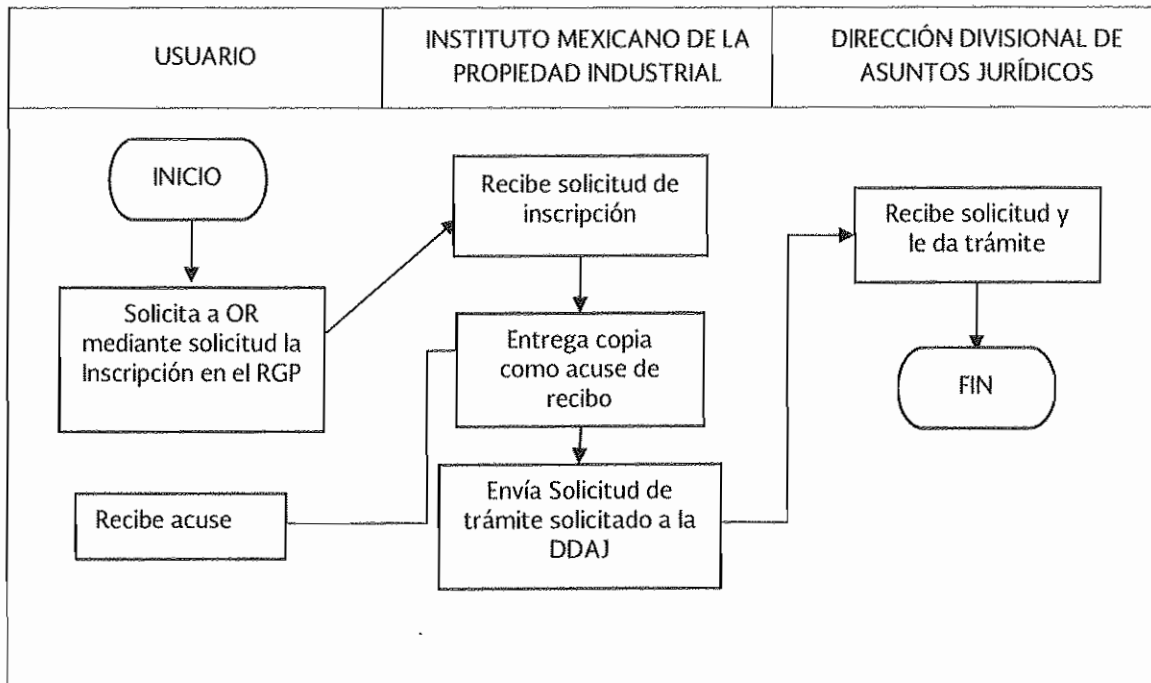 USUARIO
INSTITUTO MEXICANO DE LA
PROPIEDAD INDUSTRIAL
DIRECCIÓN DIVISIONAL DE
ASUNTOS JURÍDICOS
INICIO
Solicita a OR
mediante solicitud la
Inscripción en el RGP
Recibe acuse
Recibe solicitud de
inscripción
Entrega copia
como acuse de
recibo
Envía Solicitud de
trámite solicitado a la
DDAJ
Recibe solicitud y
le da trámite
FIN